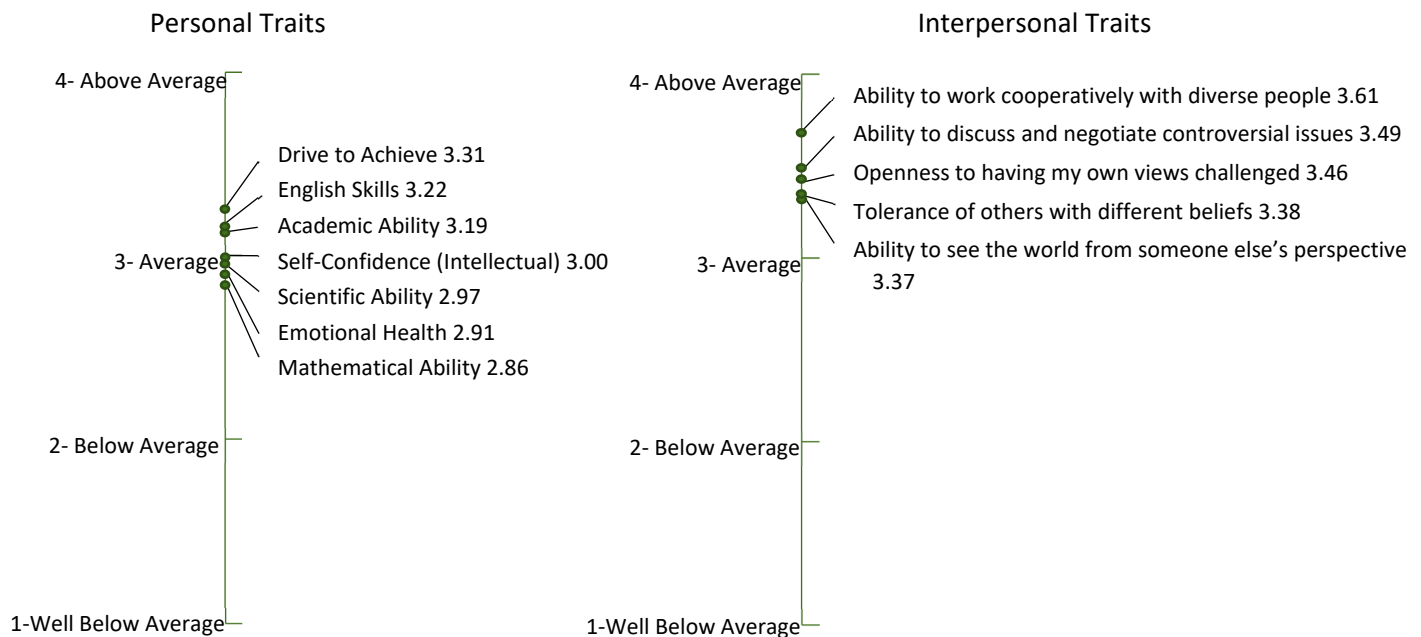 Personal Traits
4- Above Average
Drive to Achieve 3.31
English Skills 3.22
Academic Ability 3.19
3- Average
Self-Confidence (Intellectual) 3.00
Scientific Ability 2.97
Emotional Health 2.91
Mathematical Ability 2.86
2- Below Average
1-Well Below Average
Interpersonal Traits
4- Above Average
Ability to work cooperatively with diverse people 3.61
Ability to discuss and negotiate controversial issues 3.49
Openness to having my own views challenged 3.46
Tolerance of others with different beliefs 3.38
Ability to see the world from someone else’s perspective
3.37
3- Average
2- Below Average
1-Well Below Average